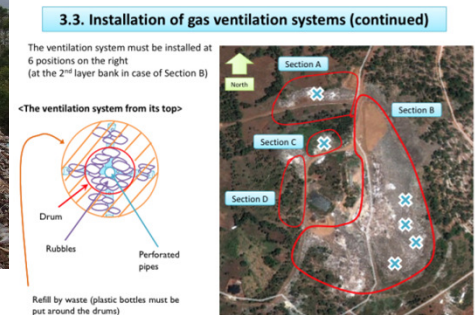 3.3. Installation of gas ventilation systems (continued)
The ventilation system must be installed at
6 positions on the right
(at the 2nd layer bank in case of Section B)
<The ventilation system from its top>
Drum
Rubbles
Perforated
pipes
Refill by waste (plastic bottles must be
put around the drums)
North
Section A
Section B
Section C
Section D